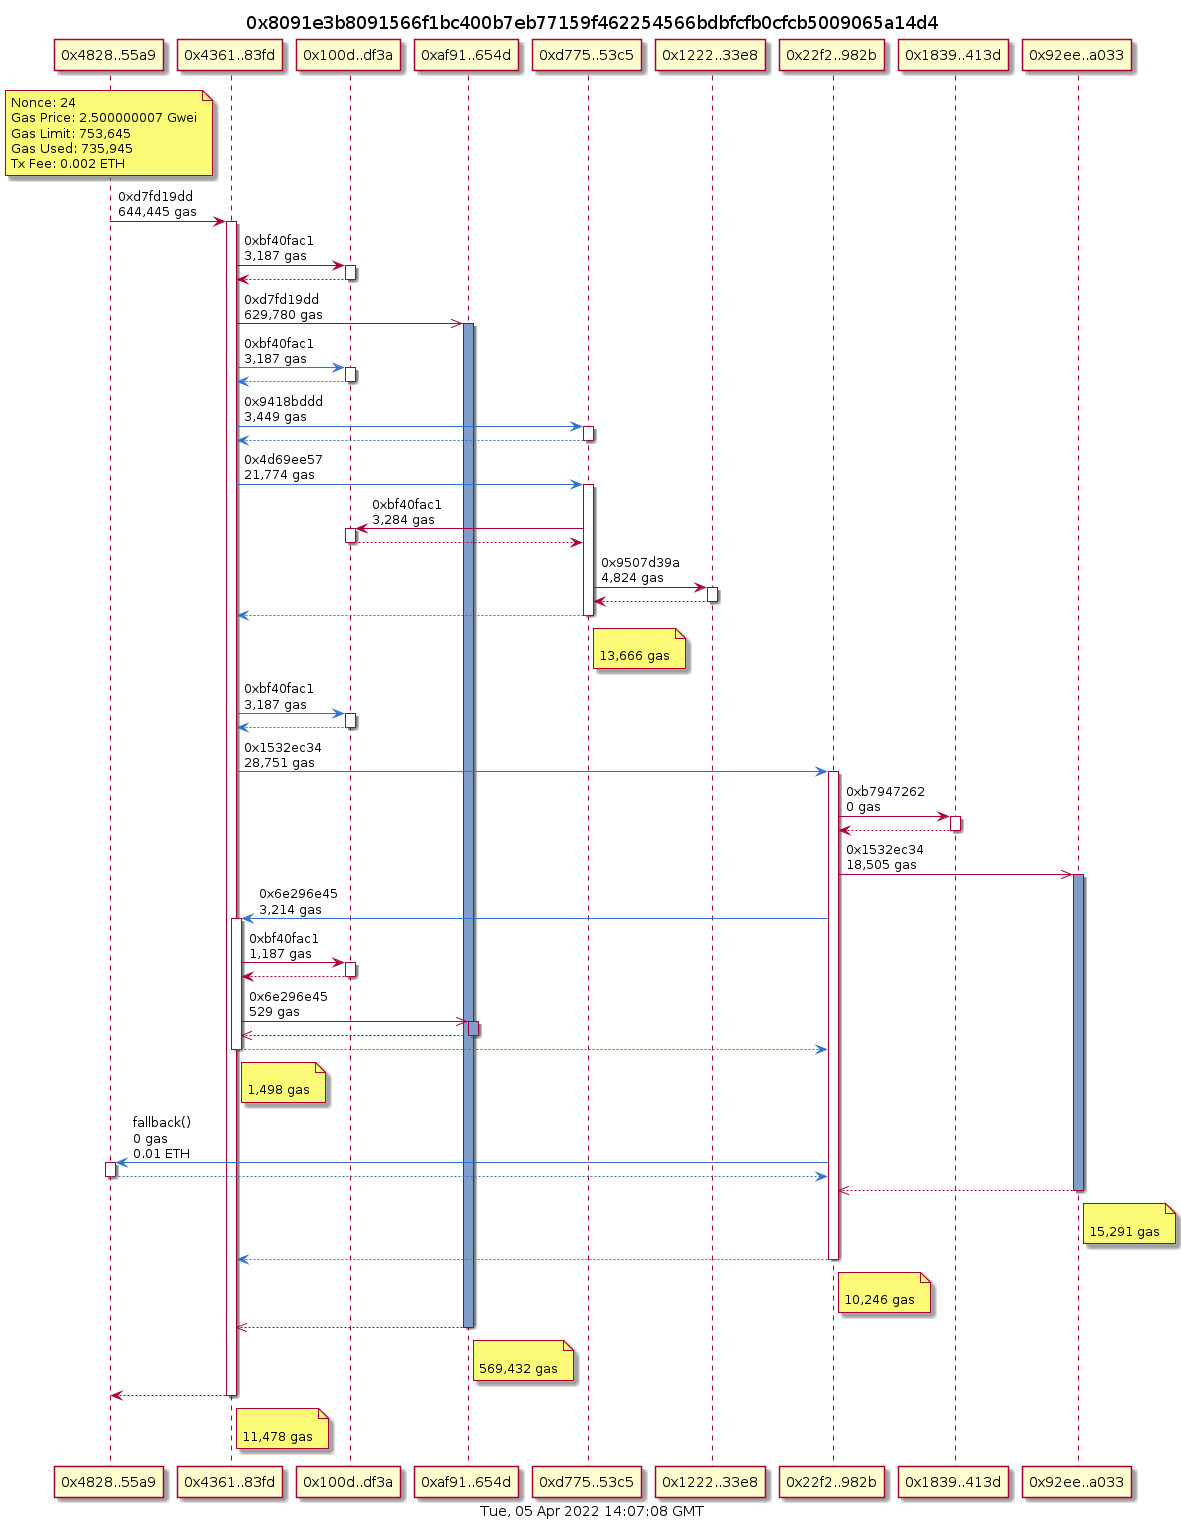 0x8091e3b8091566f1bc400b7eb77159f462254566bdbfcfb0cfcb5009065a14d4
0x4828..55a9
0x4361..83fd
0x100d..df3a
0xaf91..654d
0xd775..53c5
0x1222..33e8
0x22f2..982b
0x1839..413d
0x92ee..a033
Nonce: 24
Gas Price: 2.500000007 Gwei
Gas Limit: 753,645
Gas Used: 735,945
Tx Fee: 0.002 ETH
0xd7fd19dd
644,445 gas
0xbf40fac1
3,187 gas
0xd7fd19dd
629,780 gas
0xbf40fac1
3,187 gas
0x9418bddd
3,449 gas
0x4d69ee57
21,774 gas
0xbf40fac1
3,284 gas
0x9507d39a
4,824 gas
13,666 gas
0xbf40fac1
3,187 gas
0x1532ec34
28,751 gas
0xb7947262
0 gas
0x1532ec34
18,505 gas
0x6e296e45
3,214 gas
0xbf40fac1
1,187 gas
0x6e296e45
529 gas
1,498 gas
fallback()
0 gas
0.01 ETH
15,291 gas
10,246 gas
569,432 gas
11,478 gas
0x4828..55a9
0x4361..83fd
0x100d..df3a
0xaf91..654d
0xd775..53c5
0x1222..33e8
0x22f2..982b
0x1839..413d
0x92ee..a033
Tue, 05 Apr 2022 14:07:08 GMT